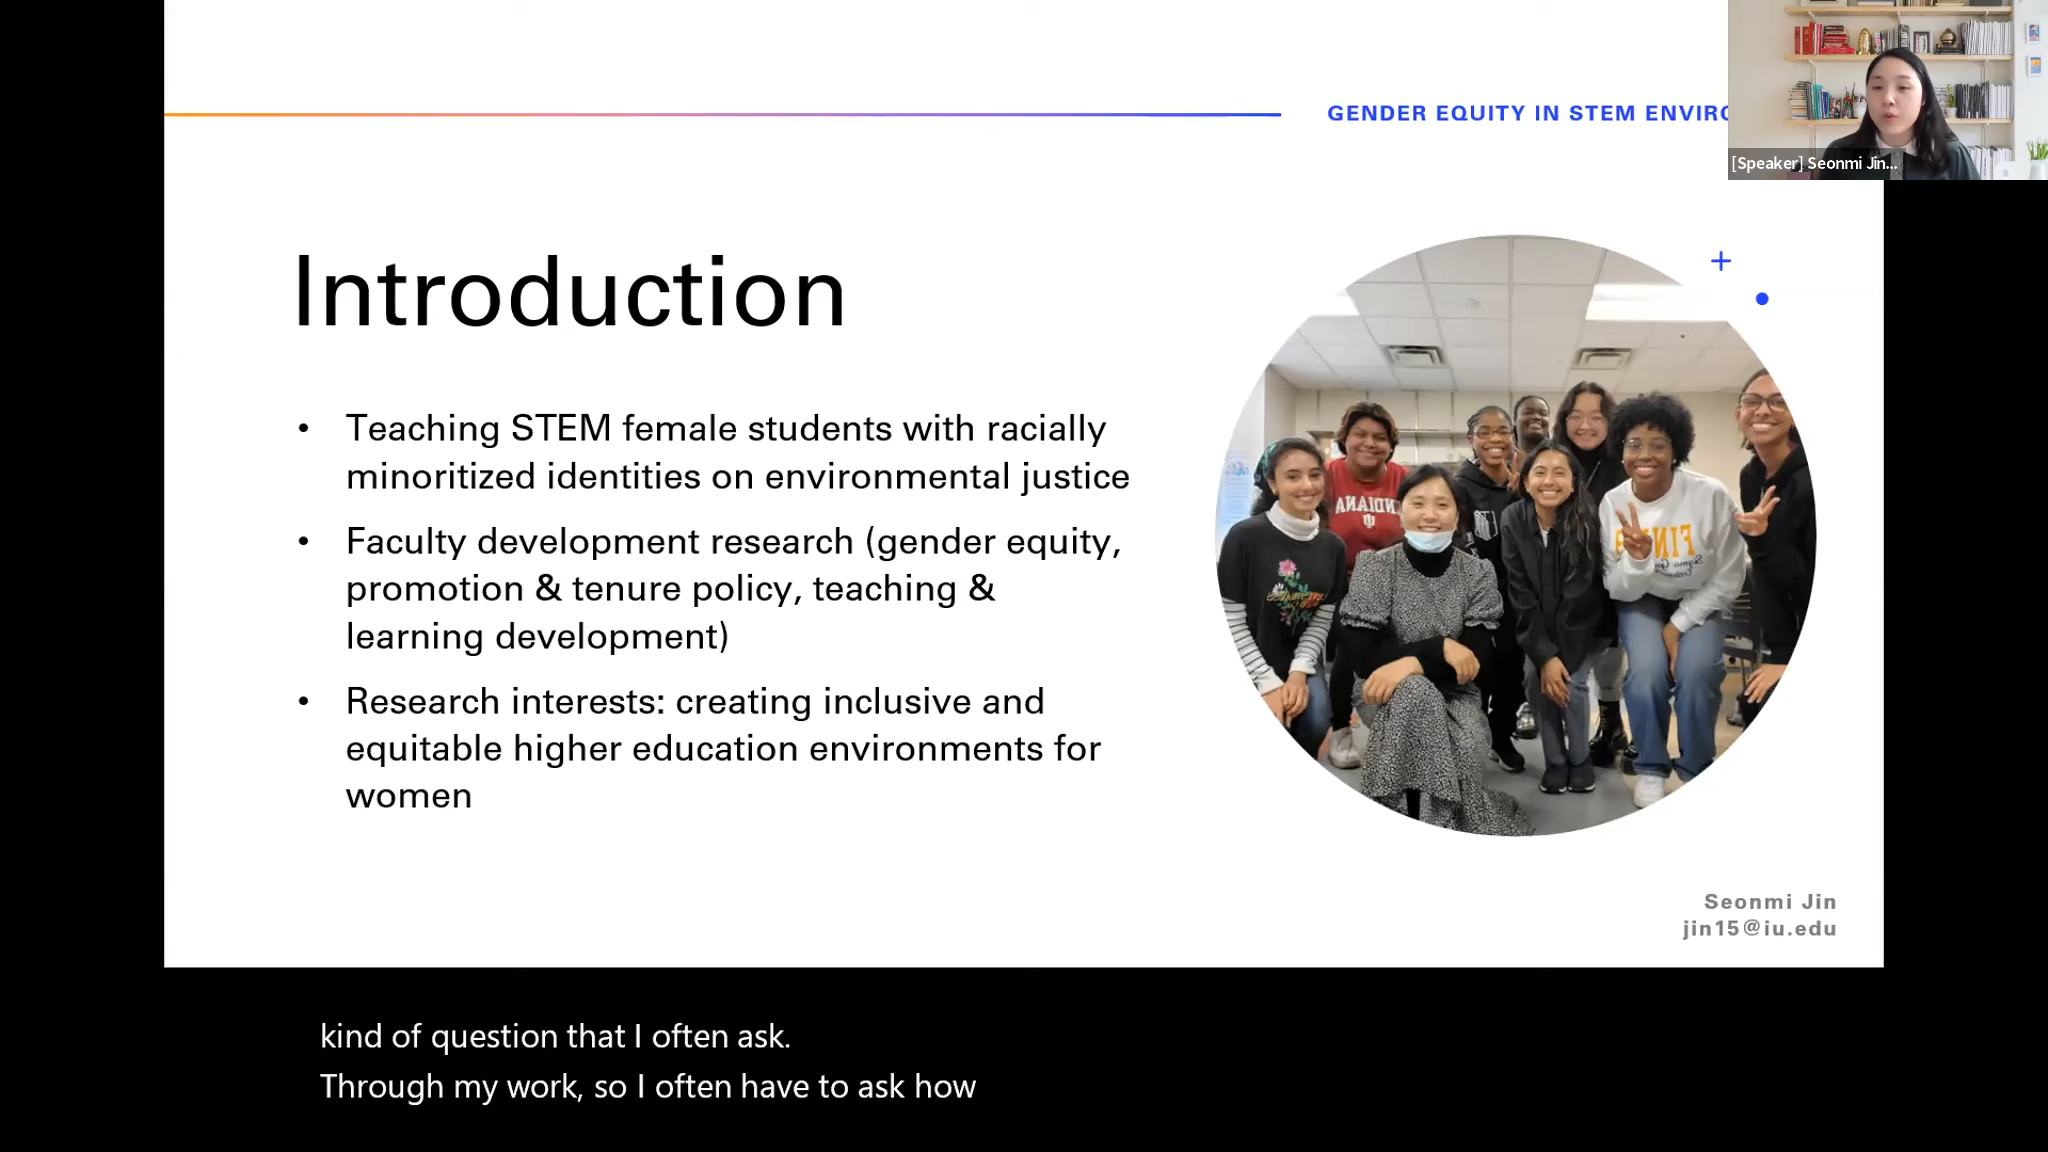 GENDER EQUITY IN STEM
[Speaker] Seonmi Jin...
Introduction
• Teaching STEM female students with racially
minoritized identities on environmental justice
• Faculty development research (gender equity,
promotion & tenure policy, teaching &
learning development)
• Research interests: creating inclusive and
equitable higher education environments for
women
INDIANA
Seonmi Jin
jin15@iu.edu
kind of question that I often ask.
Through my work, so I often have to ask how